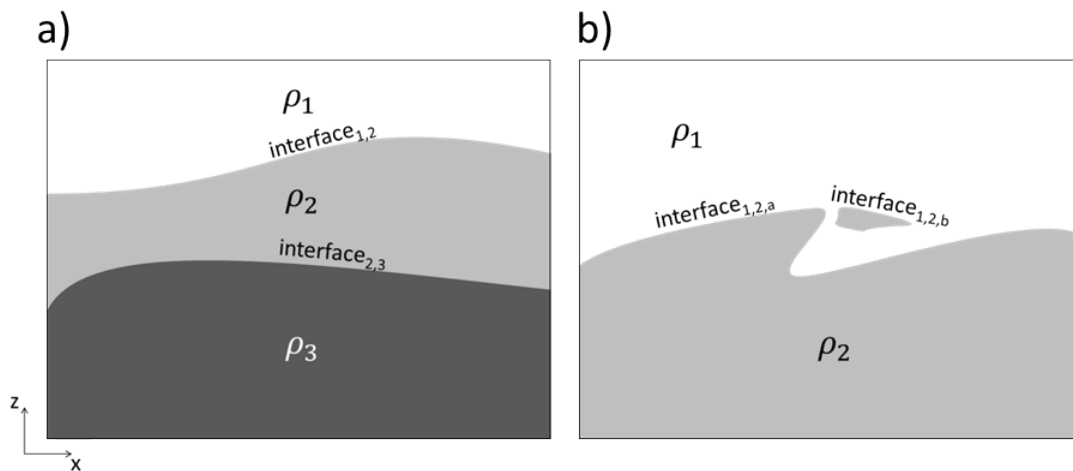 a)
ρ1
interface1,2
ρ2
interface2,3
ρ3
z
x
b)
ρ1
interface1,2,a
interface1,2,b
ρ2